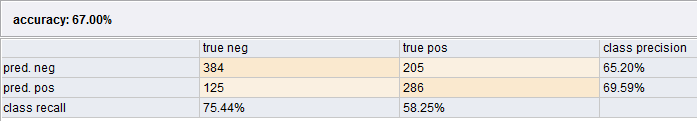 accuracy: 67.00%
true neg true pos class precision
pred. neg 384 205 65.20%
pred. pos 125 286 69.59%
class recall 75.44% 58.25%